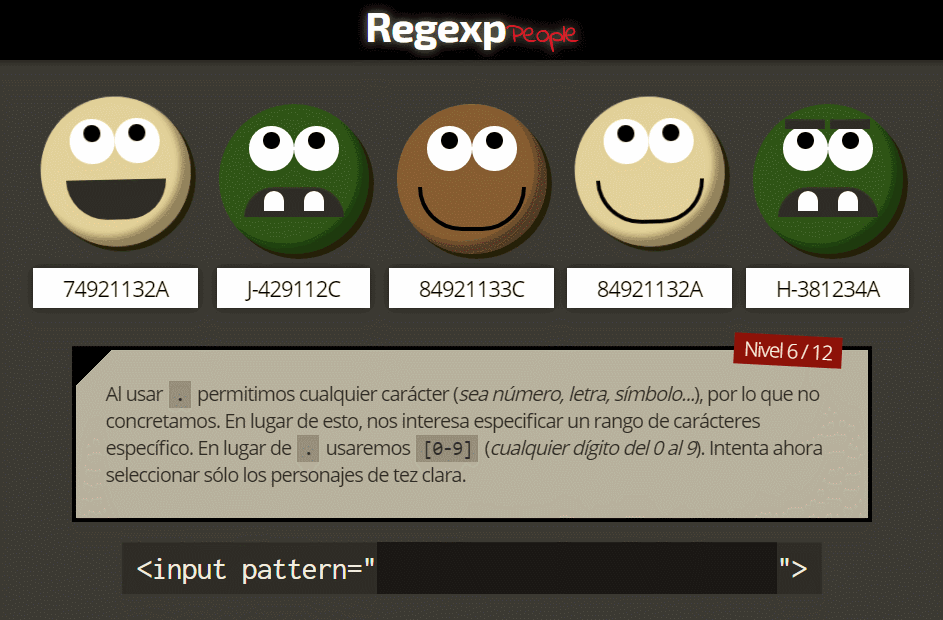 Regexp People
74921132A
J-429112C
84921133C
84921132A
H-381234A
Nivel 6 / 12
Al usar . permitimos cualquier carácter (sea número, letra, símbolo...), por lo que no
concretamos. En lugar de esto, nos interesa especificar un rango de carácteres
específico. En lugar de . usaremos [0-9] (cualquier dígito del 0 al 9). Intenta ahora
seleccionar sólo los personajes de tez clara.
<input pattern=" ">